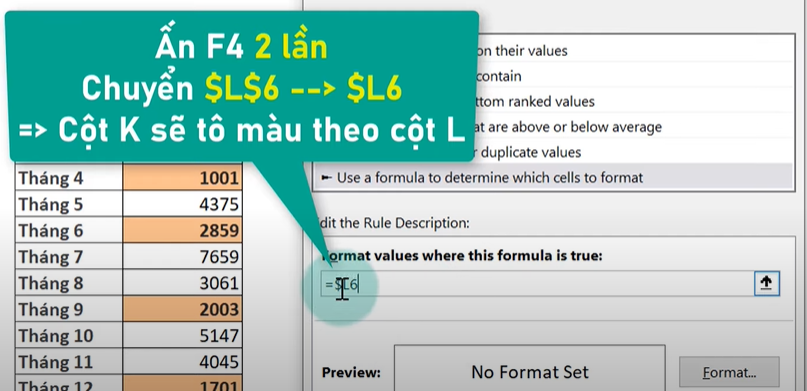 Ấn F4 2 lần
Chuyển $L$6 --> $L6
=> Cột K sẽ tô màu theo cột L
on their values
contain
ttom ranked values
at are above or below average
duplicate values
► Use a formula to determine which cells to format
Tháng 4 1001
Tháng 5 4375
Tháng 6 2859
Tháng 7 7659
Tháng 8 3061
Tháng 9 2003
Tháng 10 5147
Tháng 11 4045
Tháng 12 1701
dit the Rule Description:
Format values where this formula is true:
=$L6
Preview:
No Format Set
Format...